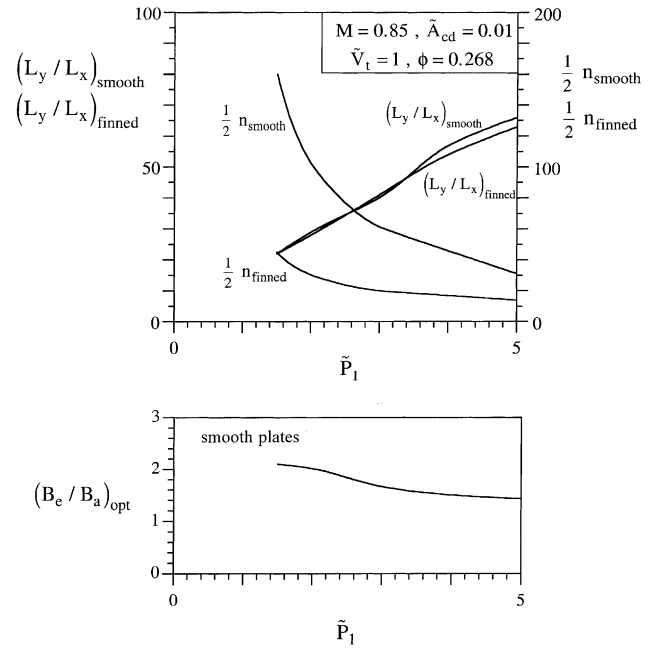 100
200
M = 0.85 , Ã_cd = 0.01
Ṽ_t = 1 , ϕ = 0.268
(L_y / L_x)_smooth
(L_y / L_x)_finned
1/2 n_smooth
1/2 n_finned
1/2 n_smooth
(L_y / L_x)_smooth
50
100
(L_y / L_x)_finned
1/2 n_finned
0
0
0
5
P̃_1
3
smooth plates
2
(B_e / B_a)_opt
1
0
0
5
P̃_1